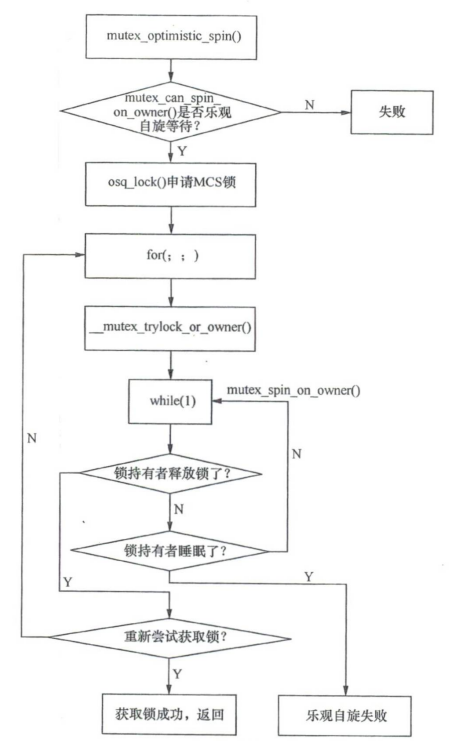 mutex_optimistic_spin()
mutex_can_spin_
on_owner()是否乐观
自旋等待？
N
失败
Y
osq_lock()申请MCS锁
for(；；)
__mutex_trylock_or_owner()
mutex_spin_on_owner()
while(1)
N
N
锁持有者释放锁了？
N
锁持有者睡眠了？
Y
Y
重新尝试获取锁？
Y
获取锁成功，返回
乐观自旋失败